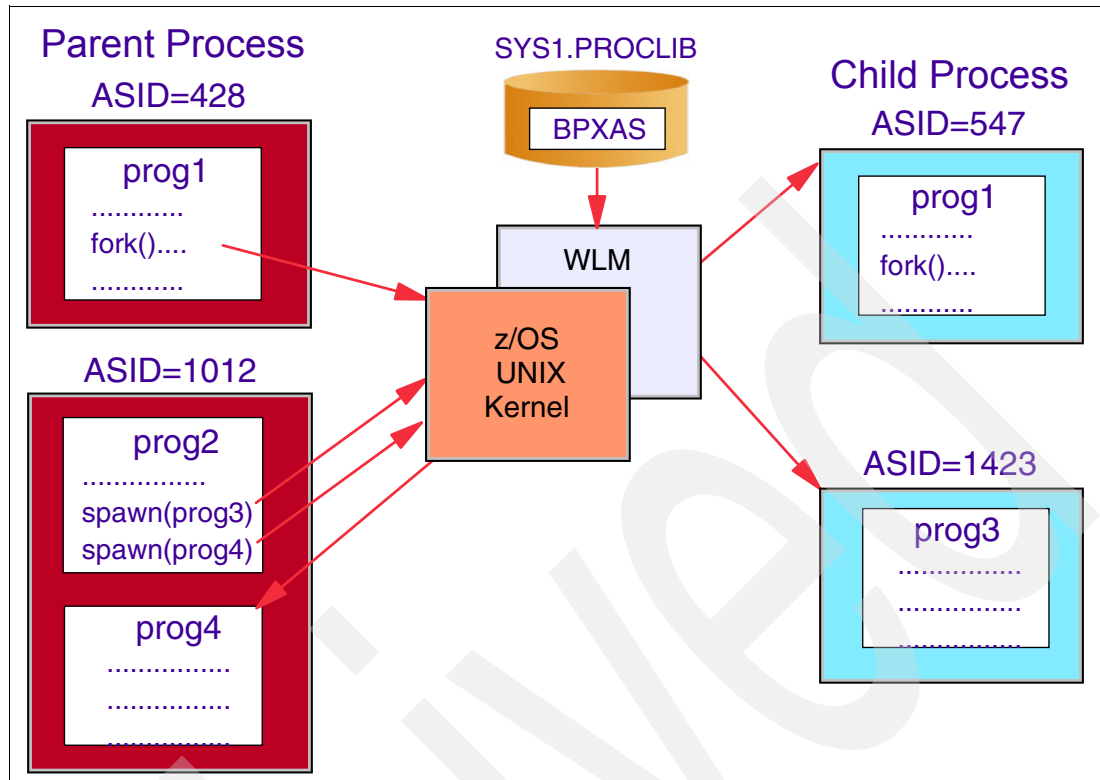 Parent Process
ASID=428
prog1
............
fork()....
............
ASID=1012
prog2
................
spawn(prog3)
spawn(prog4)
prog4
................
................
................
SYS1.PROCLIB
BPXAS
WLM
z/OS
UNIX
Kernel
Child Process
ASID=547
prog1
............
fork()....
............
ASID=1423
prog3
................
................
................